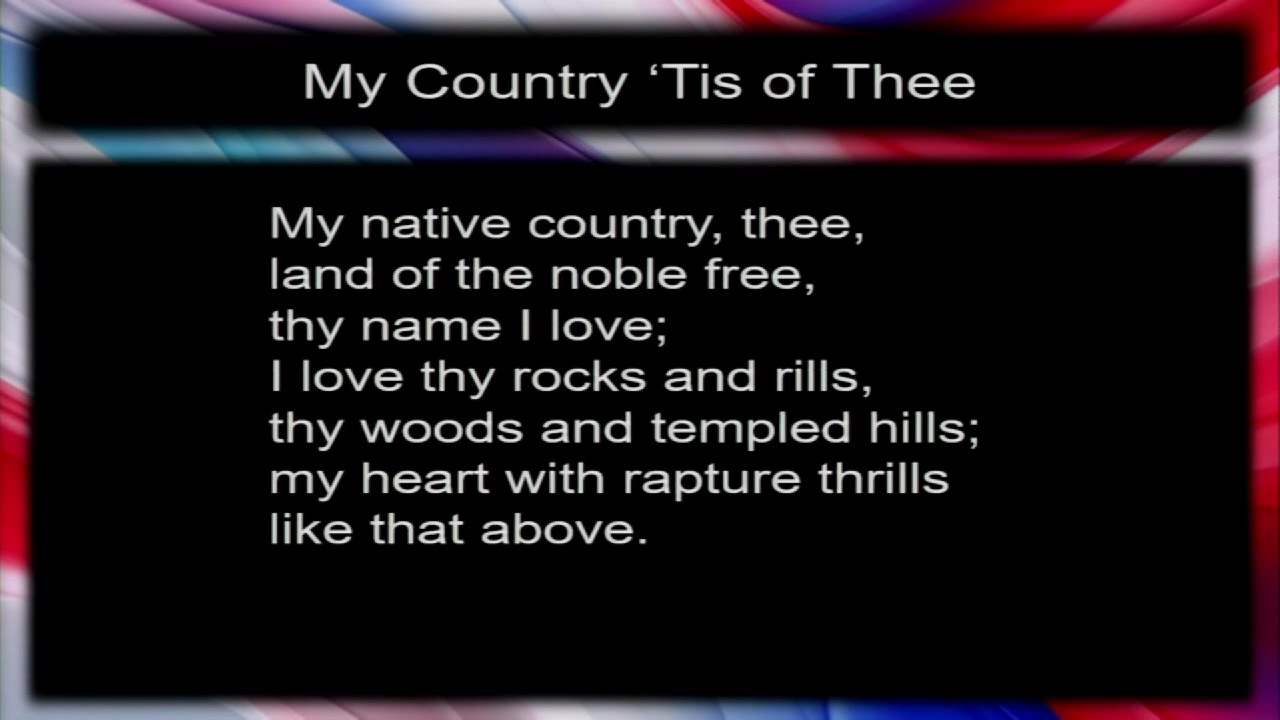 My Country ‘Tis of Thee
My native country, thee,
land of the noble free,
thy name I love;
I love thy rocks and rills,
thy woods and templed hills;
my heart with rapture thrills
like that above.